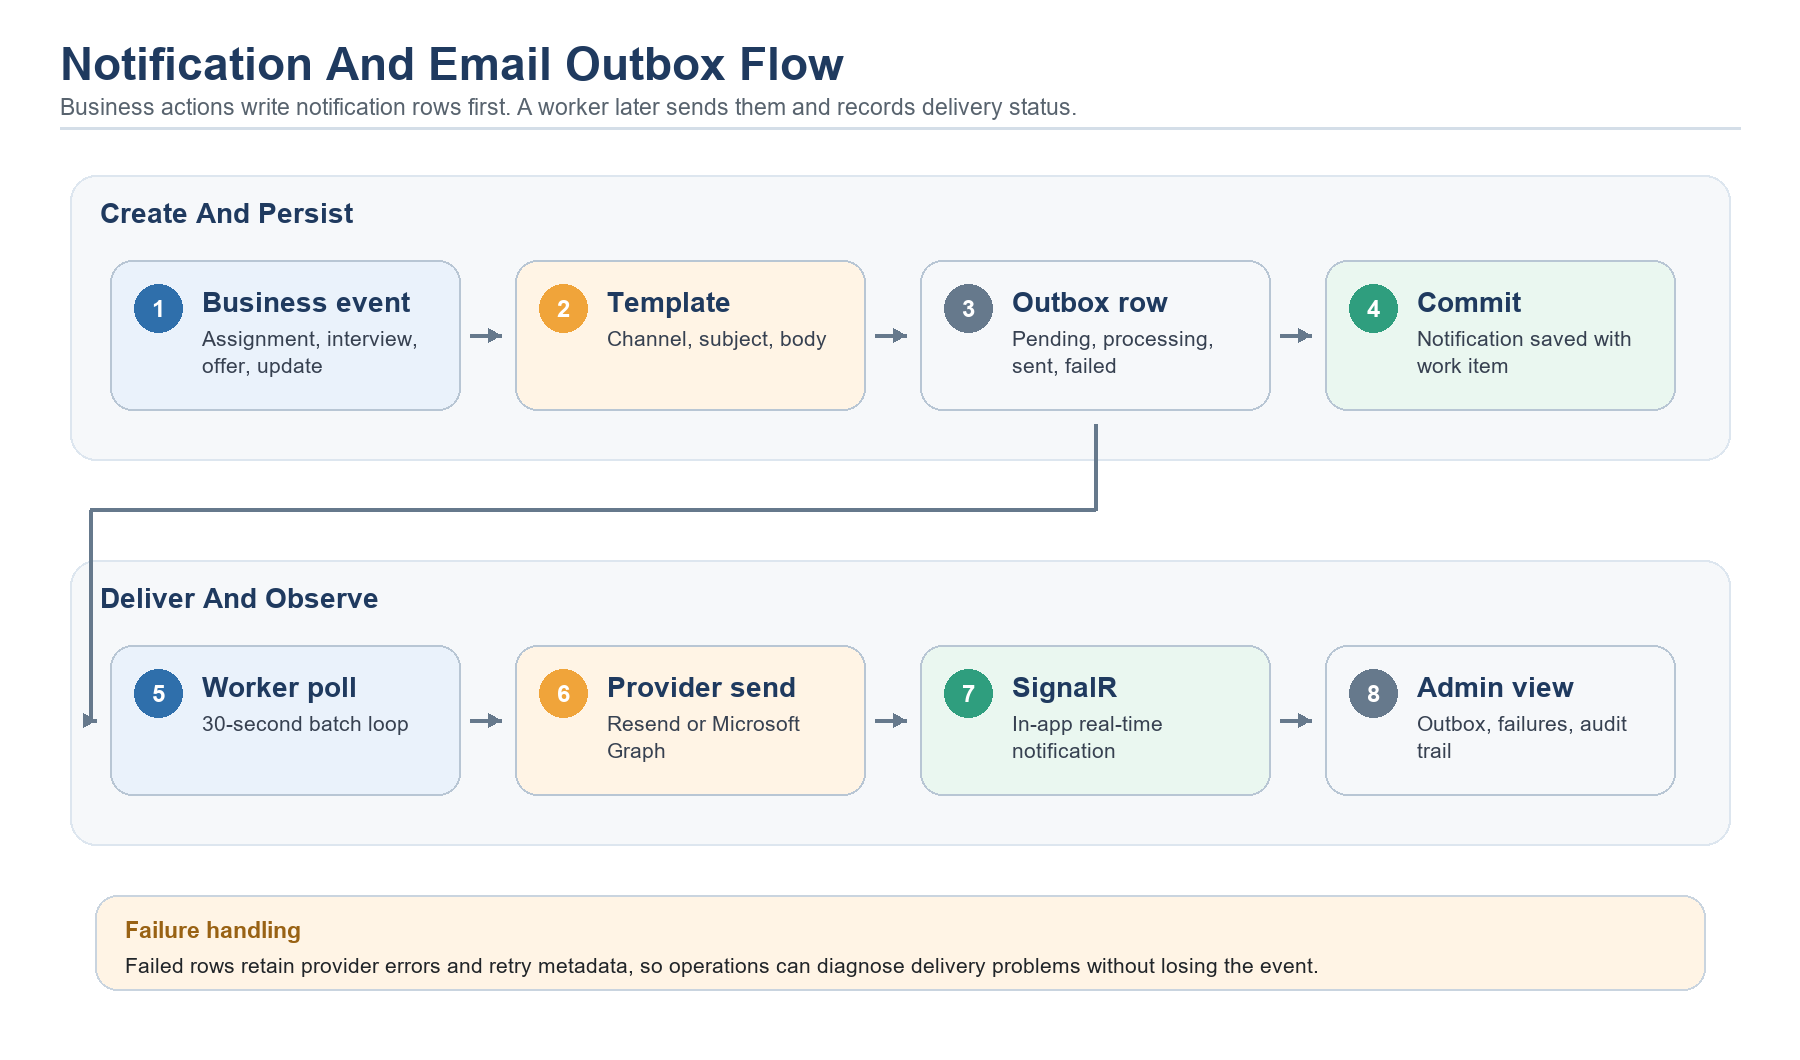 Notification And Email Outbox Flow
Business actions write notification rows first. A worker later sends them and records delivery status.
Create And Persist
1
Business event
Assignment, interview,
offer, update
2
Template
Channel, subject, body
3
Outbox row
Pending, processing,
sent, failed
4
Commit
Notification saved with
work item
Deliver And Observe
5
Worker poll
30-second batch loop
6
Provider send
Resend or Microsoft
Graph
7
SignalR
In-app real-time
notification
8
Admin view
Outbox, failures, audit
trail
Failure handling
Failed rows retain provider errors and retry metadata, so operations can diagnose delivery problems without losing the event.